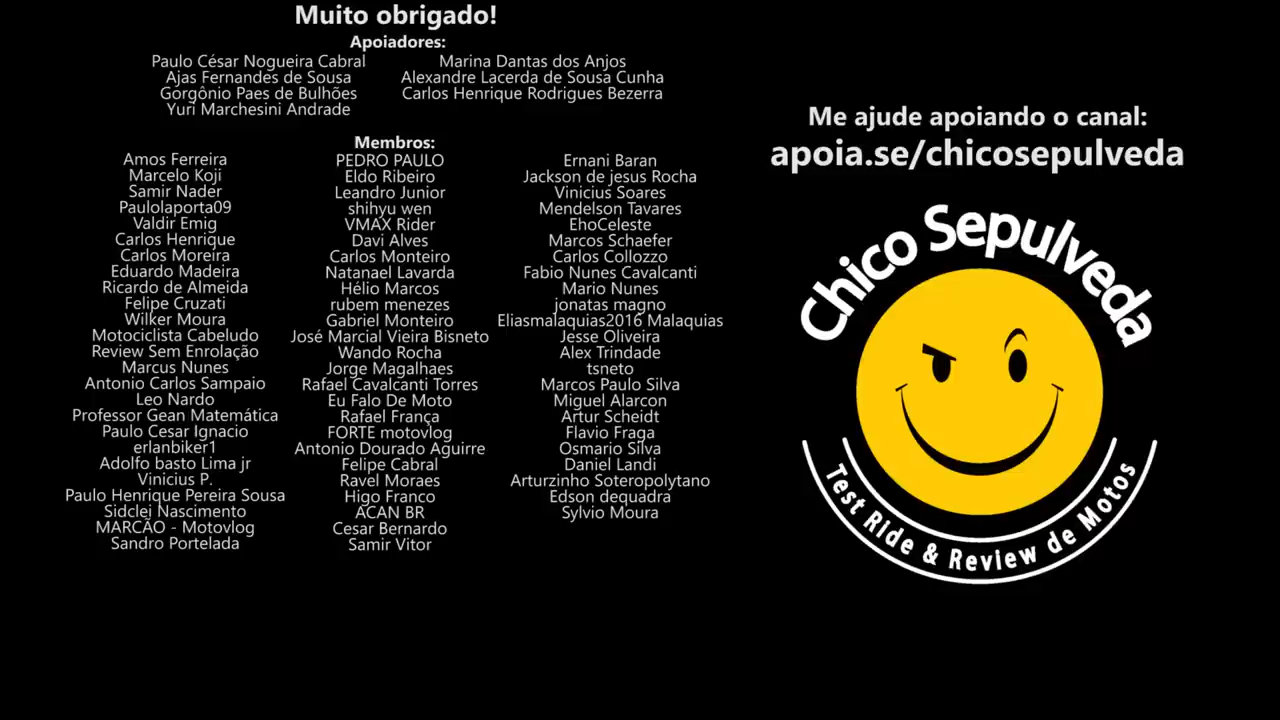 Muito obrigado!
Apoiadores:
Paulo César Nogueira Cabral
Ajas Fernandes de Sousa
Gorgônio Paes de Bulhões
Yuri Marchesini Andrade
Marina Dantas dos Anjos
Alexandre Lacerda de Sousa Cunha
Carlos Henrique Rodrigues Bezerra
Membros:
Amos Ferreira
Marcelo Koji
Samir Nader
Paulolaporta09
Valdir Emig
Carlos Henrique
Carlos Moreira
Eduardo Madeira
Ricardo de Almeida
Felipe Cruzati
Wilker Moura
Motociclista Cabeludo
Review Sem Enrolação
Marcus Nunes
Antonio Carlos Sampaio
Leo Nardo
Professor Gean Matemática
Paulo Cesar Ignacio
erlanbiker1
Adolfo basto Lima jr
Vinicius P.
Paulo Henrique Pereira Sousa
Sidclei Nascimento
MARCÃO - Motovlog
Sandro Portelada
PEDRO PAULO
Eldo Ribeiro
Leandro Junior
shihyu wen
VMAX Rider
Davi Alves
Carlos Monteiro
Natanael Lavarda
Hélio Marcos
rubem menezes
Gabriel Monteiro
José Marcial Vieira Bisneto
Wando Rocha
Jorge Magalhaes
Rafael Cavalcanti Torres
Eu Falo De Moto
Rafael França
FORTE motovlog
Antonio Dourado Aguirre
Felipe Cabral
Ravel Moraes
Higo Franco
ACAN BR
Cesar Bernardo
Samir Vitor
Ernani Baran
Jackson de jesus Rocha
Vinicius Soares
Mendelson Tavares
EhoCeleste
Marcos Schaefer
Carlos Collozzo
Fabio Nunes Cavalcanti
Mario Nunes
jonatas magno
Eliasmalaquias2016 Malaquias
Jesse Oliveira
Alex Trindade
tsneto
Marcos Paulo Silva
Miguel Alarcon
Artur Scheidt
Flavio Fraga
Osmario Silva
Daniel Landi
Arturzinho Soteropolytano
Edson dequadra
Sylvio Moura
Me ajude apoiando o canal:
apoia.se/chicosepulveda
Chico Sepulveda
Test Ride & Review de Motos